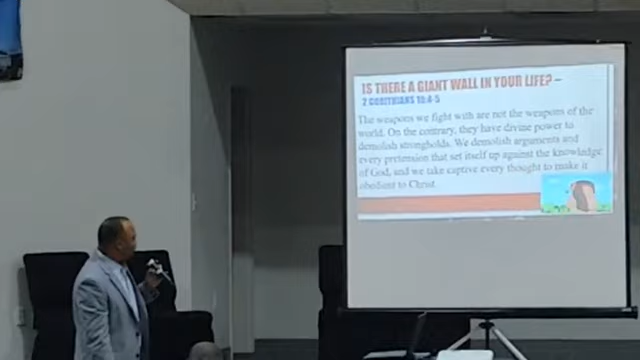 IS THERE A GIANT WALL IN YOUR LIFE? –
2 CORITHIANS 10:4-5
The weapons we fight with are not the weapons of the
world. On the contrary, they have divine power to
demolish strongholds. We demolish arguments and
every pretension that set itself up against the knowledge
of God, and we take captive every thought to make it
obedient to Christ.